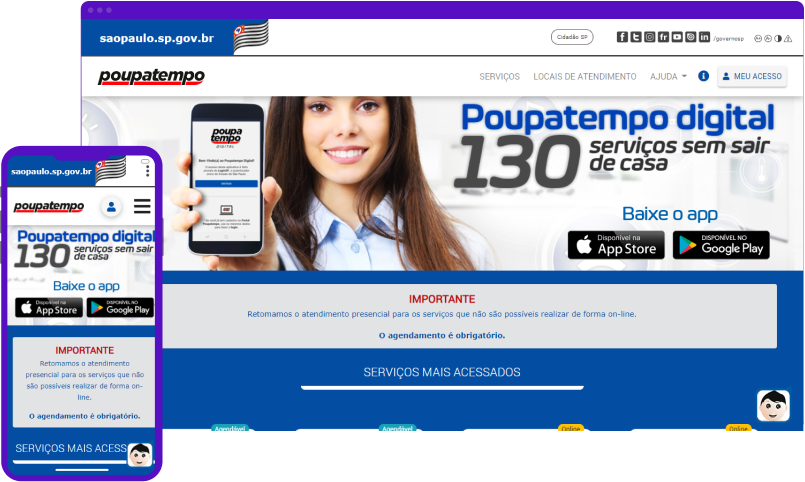 saopaulo.sp.gov.br
Cidadão SP
/governosp
poupatempo
SERVIÇOS
LOCAIS DE ATENDIMENTO
AJUDA
MEU ACESSO
poupa
tempo
Poupatempo digital
130 serviços sem sair
de casa
Baixe o app
Disponível na
App Store
DISPONÍVEL NO
Google Play
IMPORTANTE
Retomamos o atendimento presencial para os serviços que não são possíveis realizar de forma on-line.
O agendamento é obrigatório.
SERVIÇOS MAIS ACESSADOS
Agendável
Agendável
Online
Online
saopaulo.sp.gov.br
poupatempo
Poupatempo digital
130 serviços sem sair
de casa
Baixe o app
Disponível na
App Store
DISPONÍVEL NO
Google Play
IMPORTANTE
Retomamos o atendimento
presencial para os serviços que não
são possíveis realizar de forma on-
line.
O agendamento é obrigatório.
SERVIÇOS MAIS ACESS